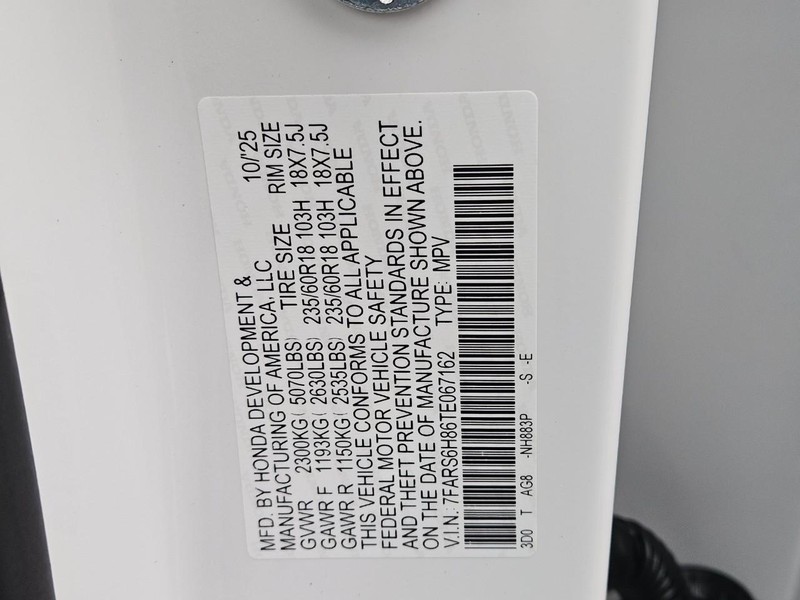 MFD. BY HONDA DEVELOPMENT & 10/'25
MANUFACTURING OF AMERICA, LLC
TIRE SIZE RIM SIZE
GVWR 2300KG( 5070LBS)
GAWR F 1193KG( 2630LBS) 235/60R18 103H 18X7.5J
GAWR R 1150KG( 2535LBS) 235/60R18 103H 18X7.5J
THIS VEHICLE CONFORMS TO ALL APPLICABLE
FEDERAL MOTOR VEHICLE SAFETY
AND THEFT PREVENTION STANDARDS IN EFFECT
ON THE DATE OF MANUFACTURE SHOWN ABOVE.
V.I.N: 7FARS6H86TE067162 TYPE: MPV
3D0 T AG8 -NH883P -S -E